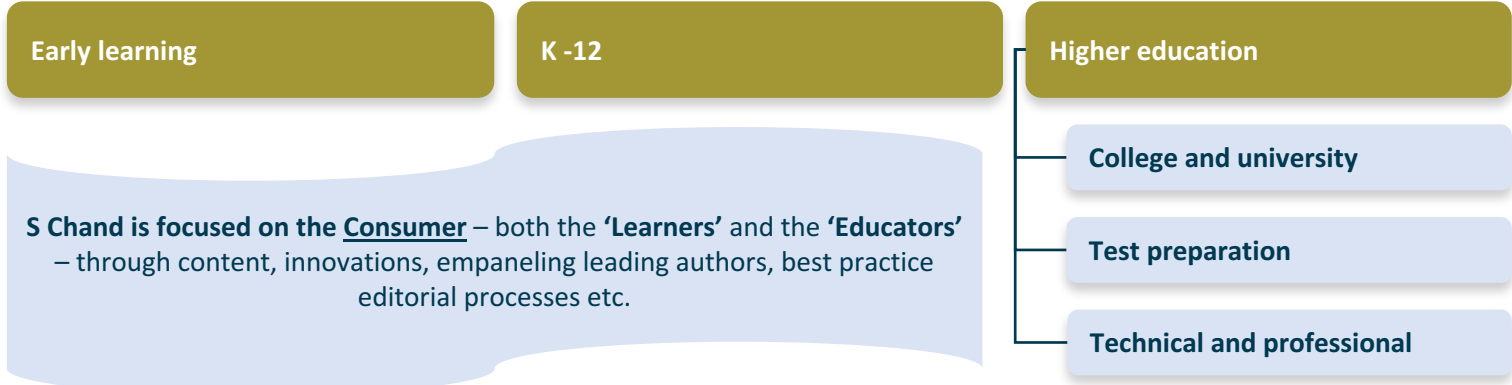 Early learning
K -12
Higher education
S Chand is focused on the Consumer – both the ‘Learners’ and the ‘Educators’
– through content, innovations, empaneling leading authors, best practice
editorial processes etc.
College and university
Test preparation
Technical and professional